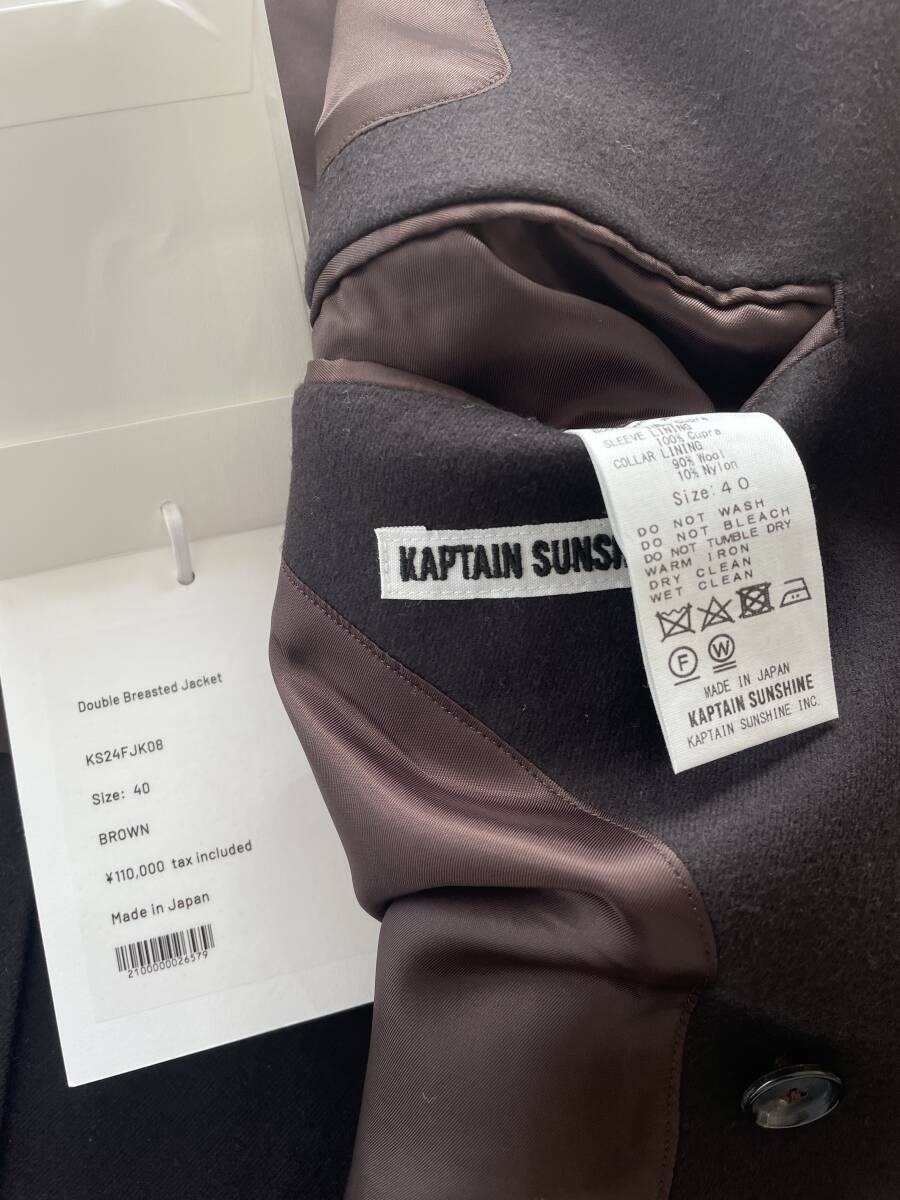 Double Breasted Jacket
KS24FJK08
Size: 40
BROWN
¥110,000 tax included
Made in Japan
2100000026579
KAPTAIN
SLEEVE LINING
100% Cupra
COLLAR LINING
90% Wool
10% Nylon
Size:40
DO NOT WASH
DO NOT BLEACH
DO NOT TUMBLE DRY
WARM IRON
DRY CLEAN
WET CLEAN
F W
MADE IN JAPAN
KAPTAIN SUNSHINE
KAPTAIN SUNSHINE INC.